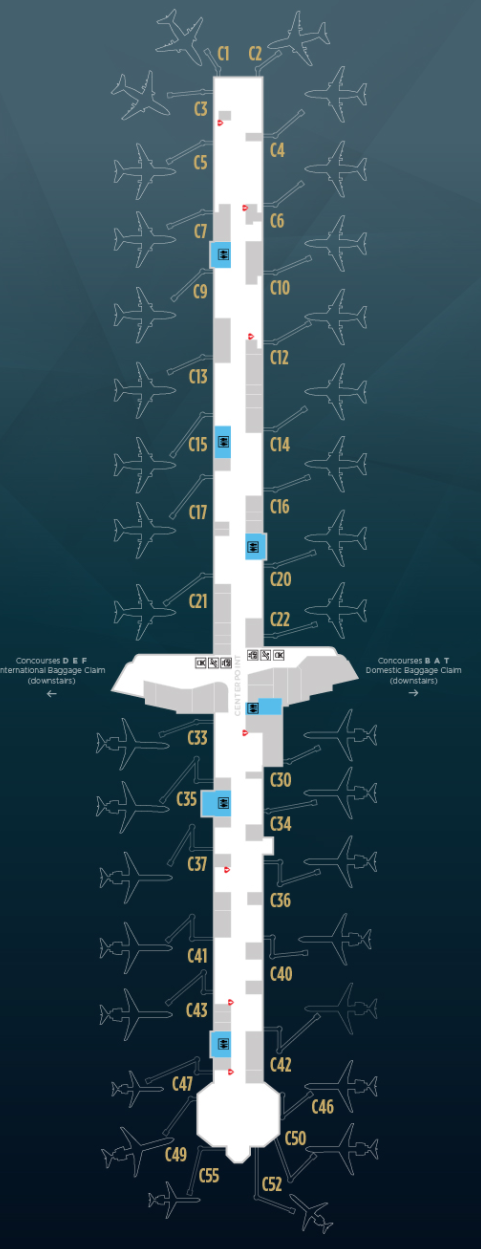 C1
C2
C3
C4
C5
C6
C7
C9
C10
C12
C13
C14
C15
C16
C17
C20
C21
C22
Concourses D E F
nternational Baggage Claim
(downstairs)
←
CENTERPOINT
Concourses B A T
Domestic Baggage Claim
(downstairs)
→
C33
C30
C35
C34
C37
C36
C41
C40
C43
C42
C47
C46
C50
C49
C55
C52